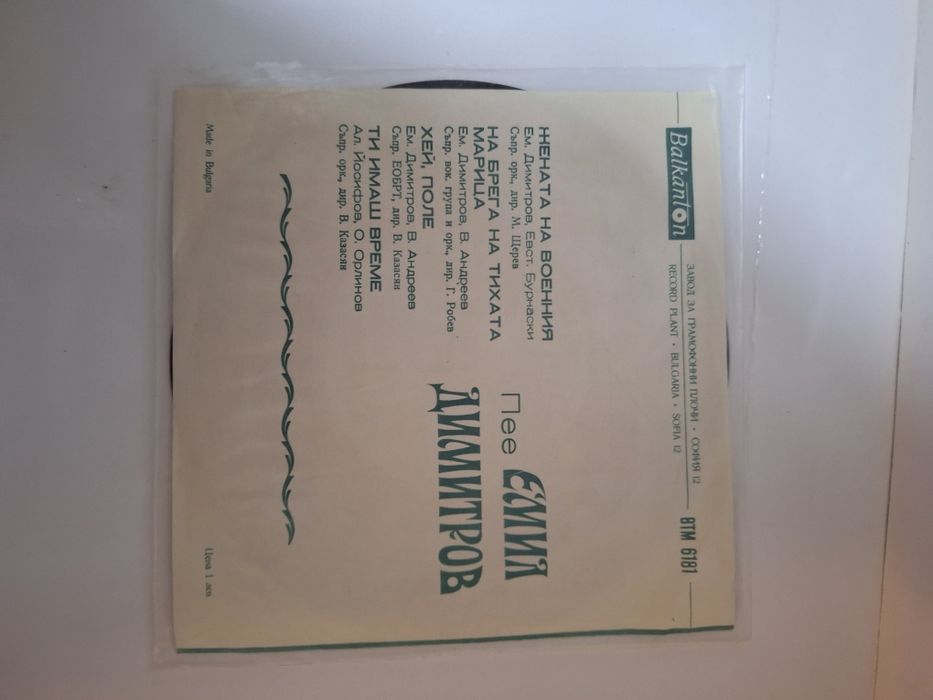 Balkanton
ЗАВОД ЗА ГРАМОФОННИ ПЛОЧИ • СОФИЯ 12
RECORD PLANT • BULGARIA • SOFIA 12
ВТМ 6181
ЖЕНАТА НА ВОЕННИЯ
Ем. Димитров, Евст. Бурнаски
Съпр. орк., дир. М. Щерев
НА БРЕГА НА ТИХАТА
МАРИЦА
Ем. Димитров, В. Андреев
Съпр. вок. група и орк., дир. Г. Робев
ХЕЙ, ПОЛЕ
Ем. Димитров, В. Андреев
Съпр. ЕОБРТ, дир. В. Казасян
ТИ ИМАШ ВРЕМЕ
Ал. Йосифов, О. Орлинов
Съпр. орк., дир. В. Казасян
Пее ЕМИЛ
ДИМИТРОВ
Made in Bulgaria
Цена 1 лев